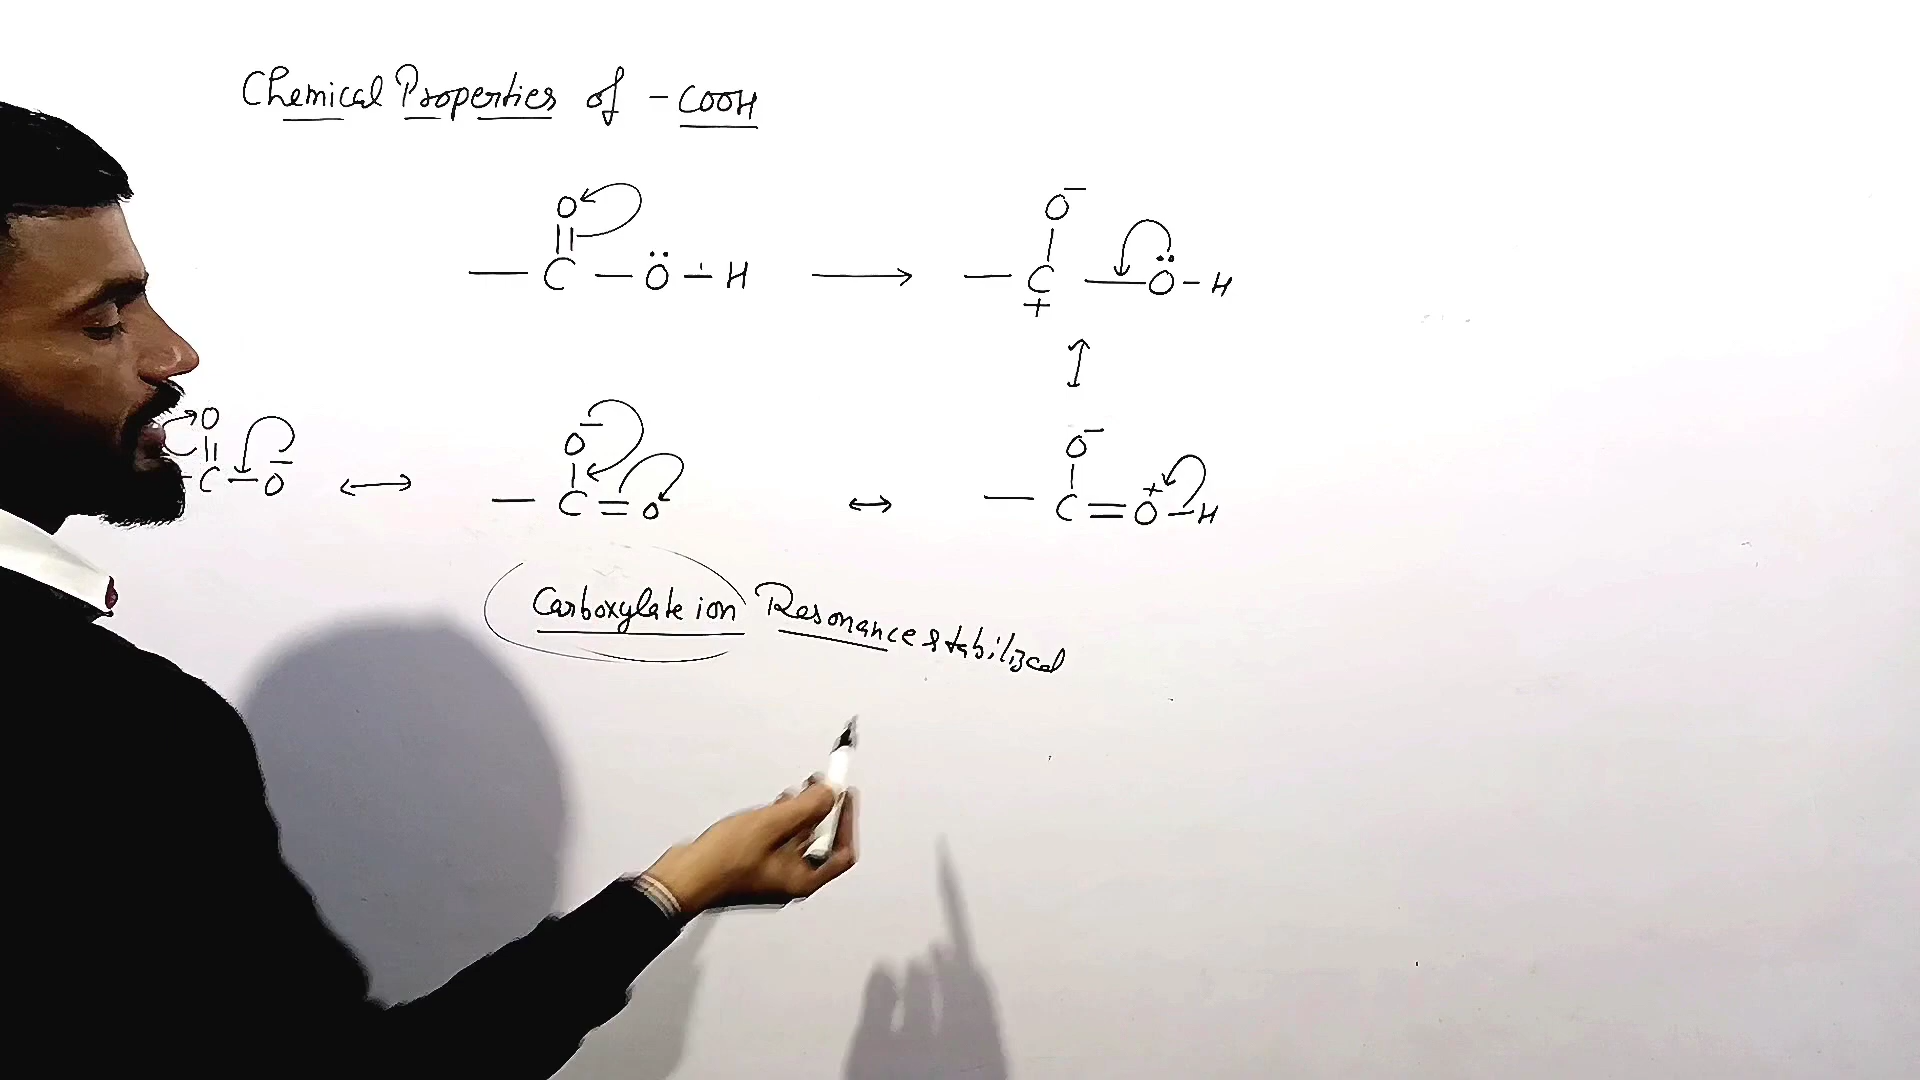 Chemical Properties of -COOH
O O⁻
|| |
— C — Ö — H → — C — Ö — H
+
↕
O O⁻ O⁻
|| | |
- C — O⁻ ↔ — C = O ↔ — C = O⁺ — H
Carboxylate ion Resonance stabilized